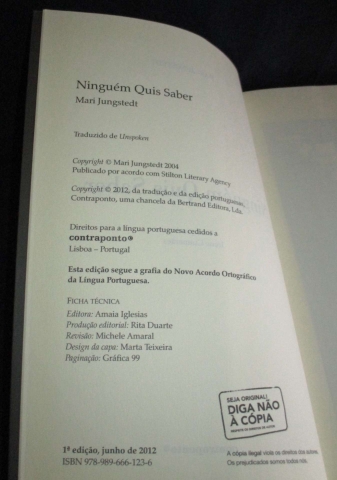 Ninguém Quis Saber
Mari Jungstedt
Traduzido de Unspoken
Copyright © Mari Jungstedt 2004
Publicado por acordo com Stilton Literary Agency
Copyright © 2012, da tradução e da edição portuguesa,
Contraponto, uma chancela da Bertrand Editora, Lda.
Direitos para a língua portuguesa cedidos a
contraponto
Lisboa – Portugal
Esta edição segue a grafia do Novo Acordo Ortográfico
da Língua Portuguesa.
FICHA TÉCNICA
Editora: Amaia Iglesias
Produção editorial: Rita Duarte
Revisão: Michele Amaral
Design da capa: Marta Teixeira
Paginação: Gráfica 99
SEJA ORIGINAL!
DIGA NÃO
À CÓPIA
1ª edição, junho de 2012
ISBN 978-989-666-123-6
A cópia ilegal viola os direitos dos autores.
Os prejudicados somos todos nós.